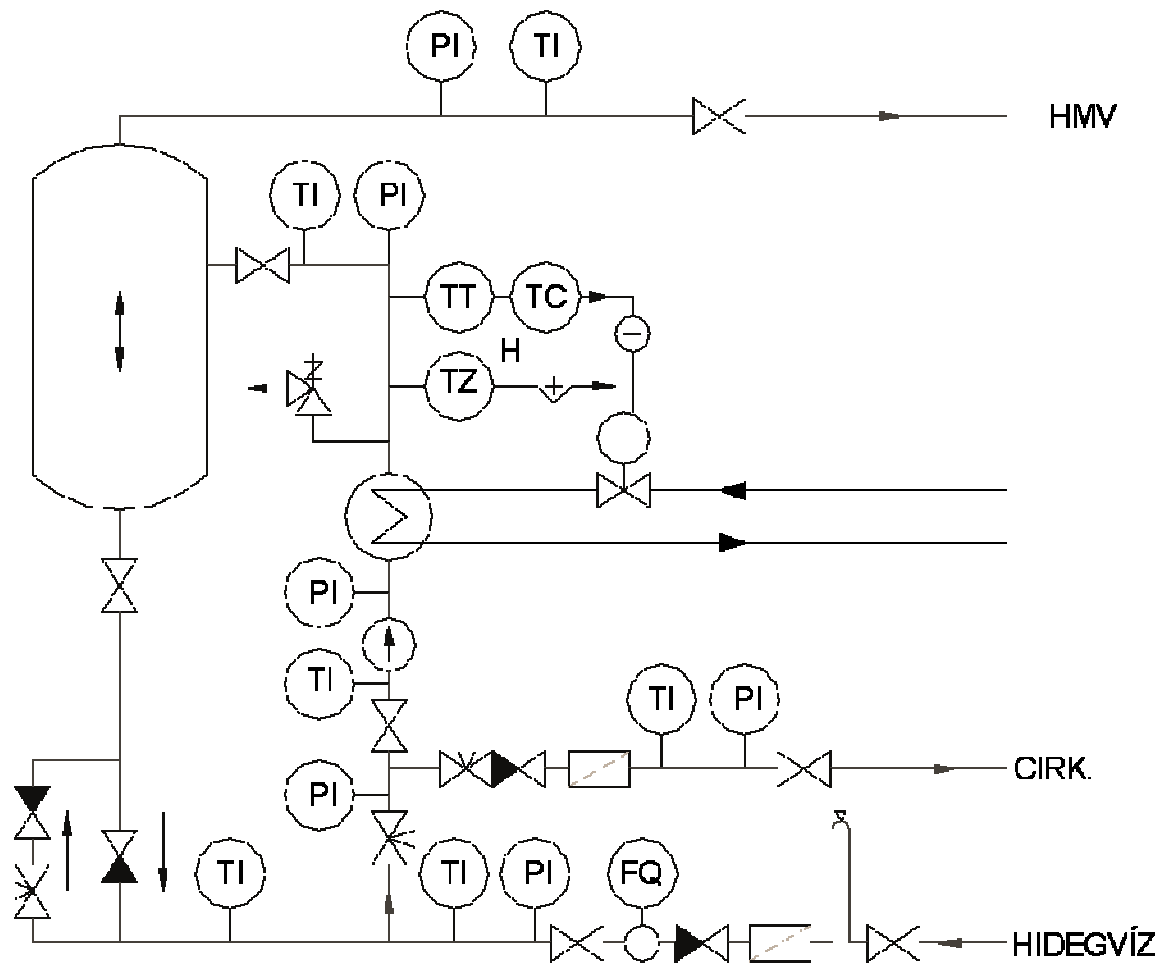 PI TI
HMV
TI PI
TT TC
H
TZ
PI
TI
TI PI
PI
CIRK.
TI TI PI FQ
HIDEGVÍZ